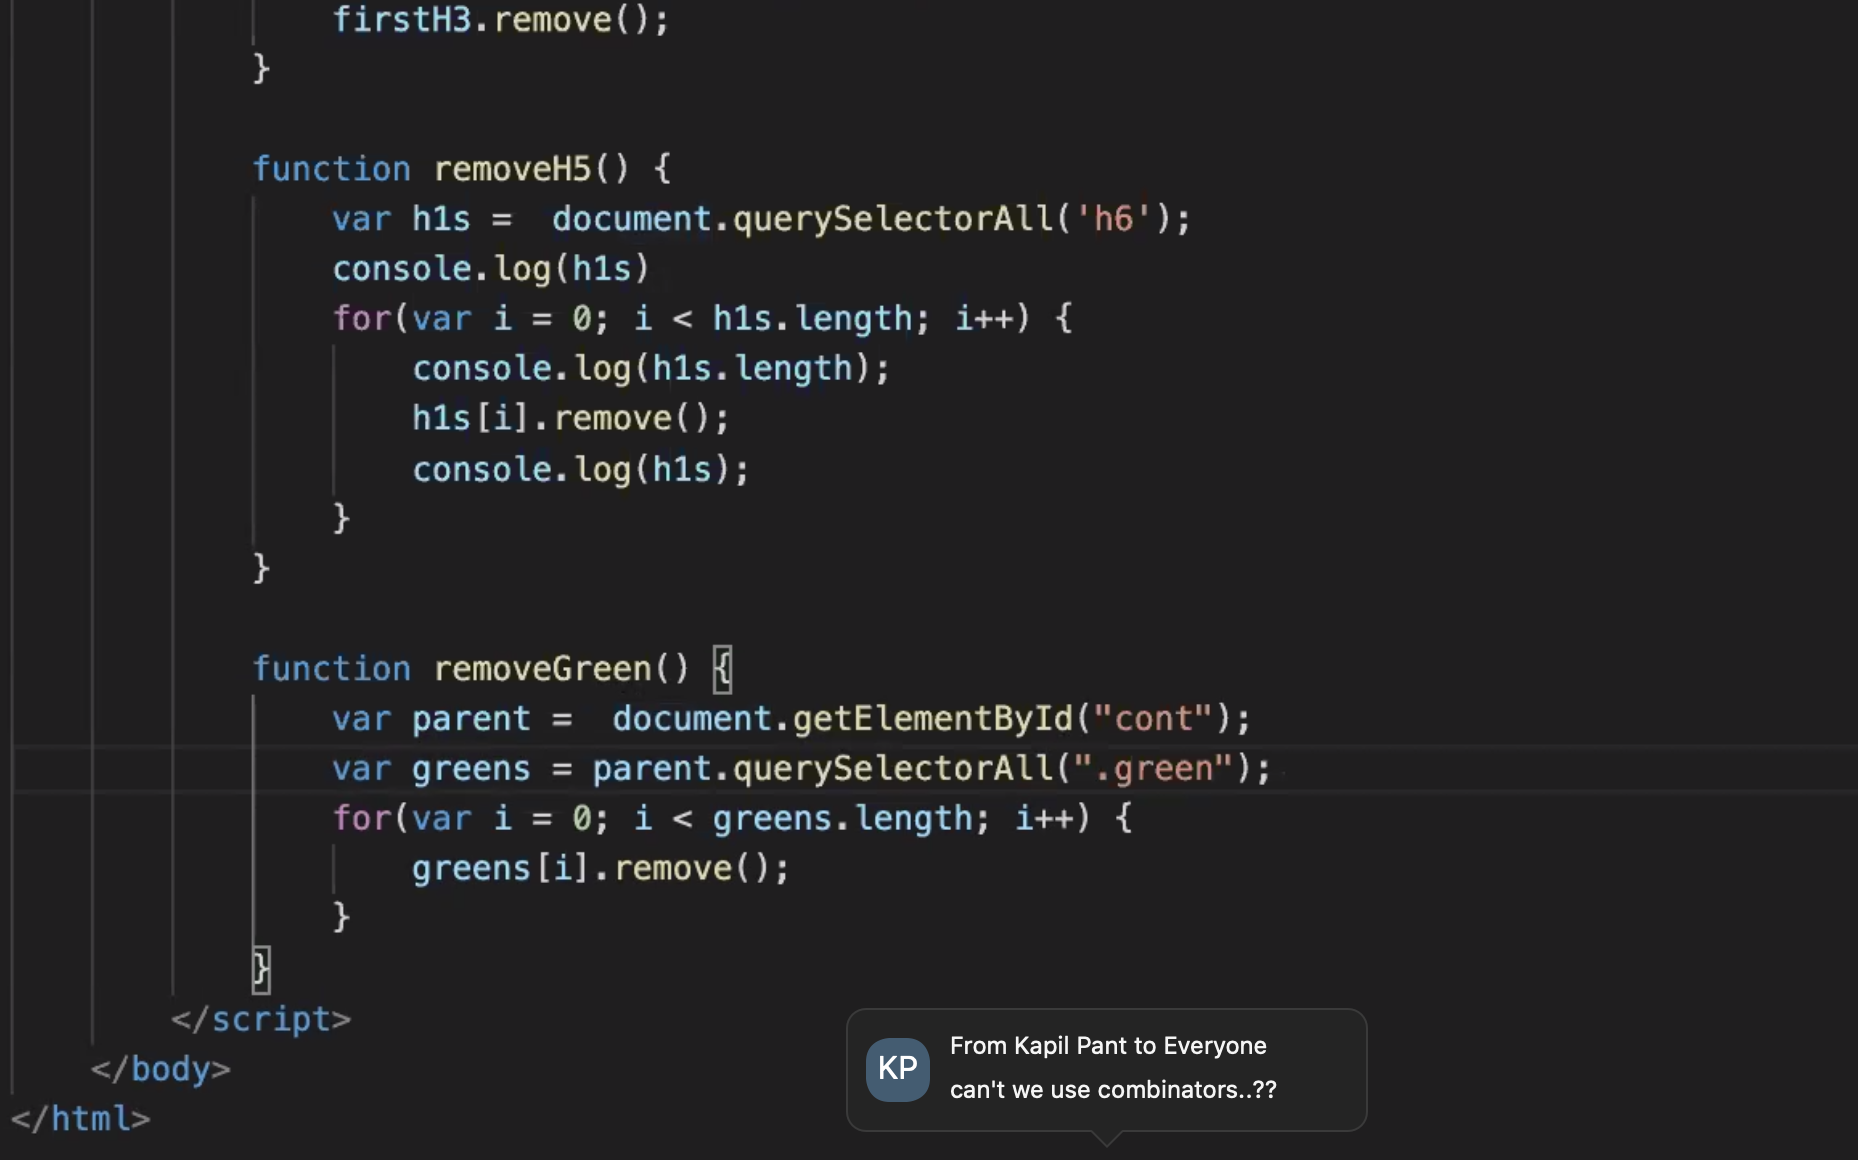 firstH3.remove();
}
function removeH5() {
var h1s =  document.querySelectorAll('h6');
console.log(h1s)
for(var i = 0; i < h1s.length; i++) {
console.log(h1s.length);
h1s[i].remove();
console.log(h1s);
}
}
function removeGreen() {
var parent =  document.getElementById("cont");
var greens = parent.querySelectorAll(".green");
for(var i = 0; i < greens.length; i++) {
greens[i].remove();
}
}
</script>
</body>
</html>
KP
From Kapil Pant to Everyone
can't we use combinators..??